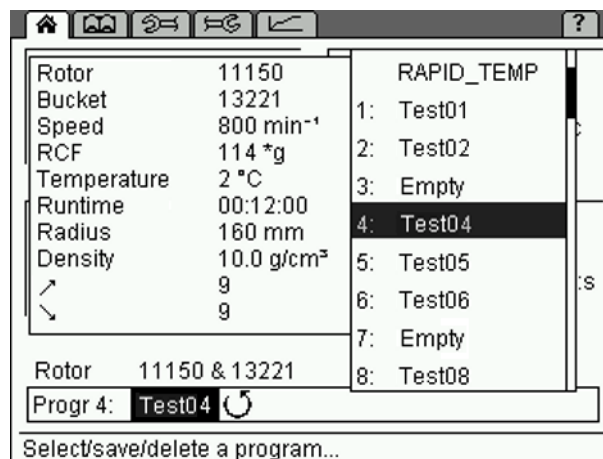 ?
Rotor 11150
Bucket 13221
Speed 800 min⁻¹
RCF 114 *g
Temperature 2 °C
Runtime 00:12:00
Radius 160 mm
Density 10.0 g/cm³
↗ 9
↘ 9
RAPID_TEMP
1: Test01
2: Test02
3: Empty
4: Test04
5: Test05
6: Test06
7: Empty
8: Test08
:s
Rotor 11150 & 13221
Progr 4: Test04
Select/save/delete a program...